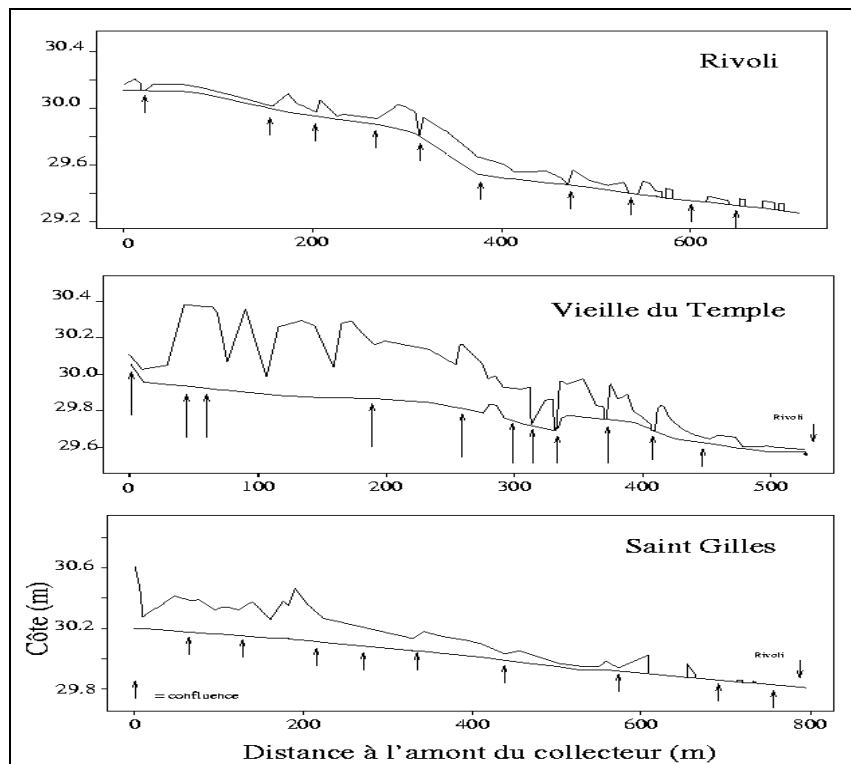 Rivoli
30.4
30.0
29.6
29.2
0 200 400 600
Vieille du Temple
30.4
30.2
30.0
29.8
29.6
Rivoli
0 100 200 300 400 500
Saint Gilles
30.6
30.2
29.8
Côte (m)
Rivoli
= confluence
0 200 400 600 800
Distance à l'amont du collecteur (m)